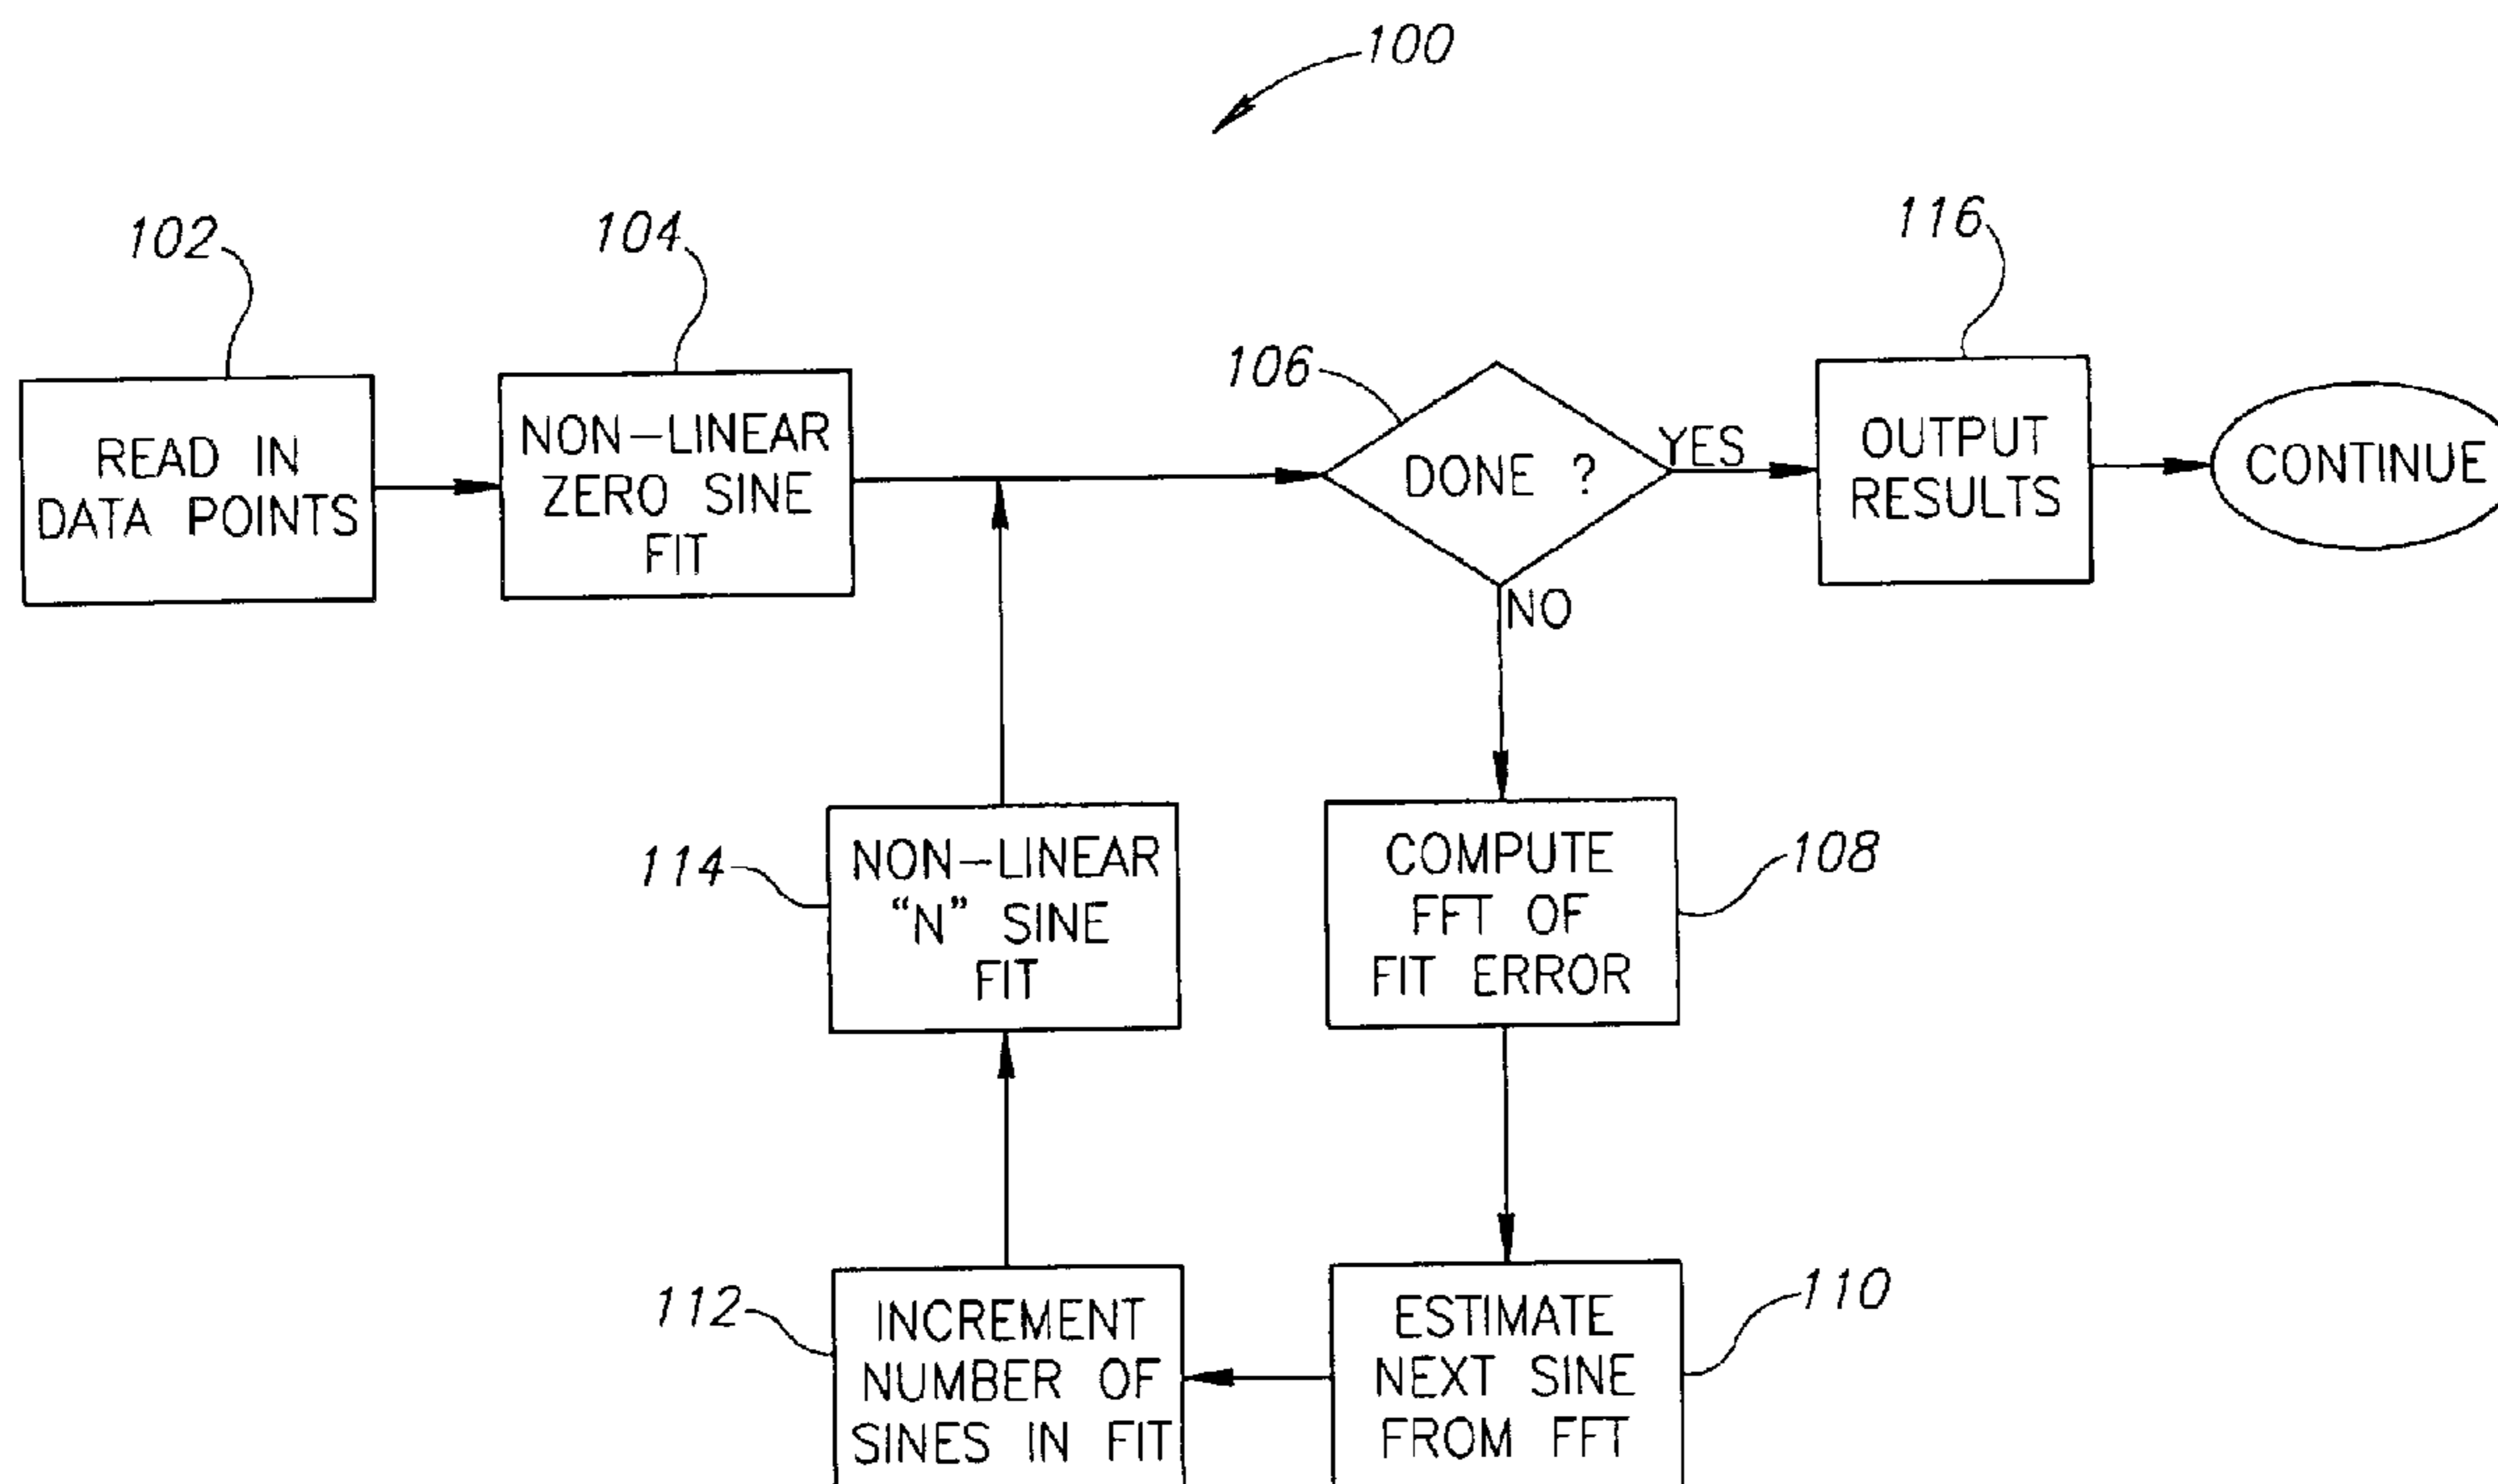 100
102
104
116
106
READ IN
DATA POINTS
NON-LINEAR
ZERO SINE
FIT
DONE ?
YES
NO
OUTPUT
RESULTS
CONTINUE
114
NON-LINEAR
“N” SINE
FIT
COMPUTE
FFT OF
FIT ERROR
108
112
INCREMENT
NUMBER OF
SINES IN FIT
ESTIMATE
NEXT SINE
FROM FFT
110